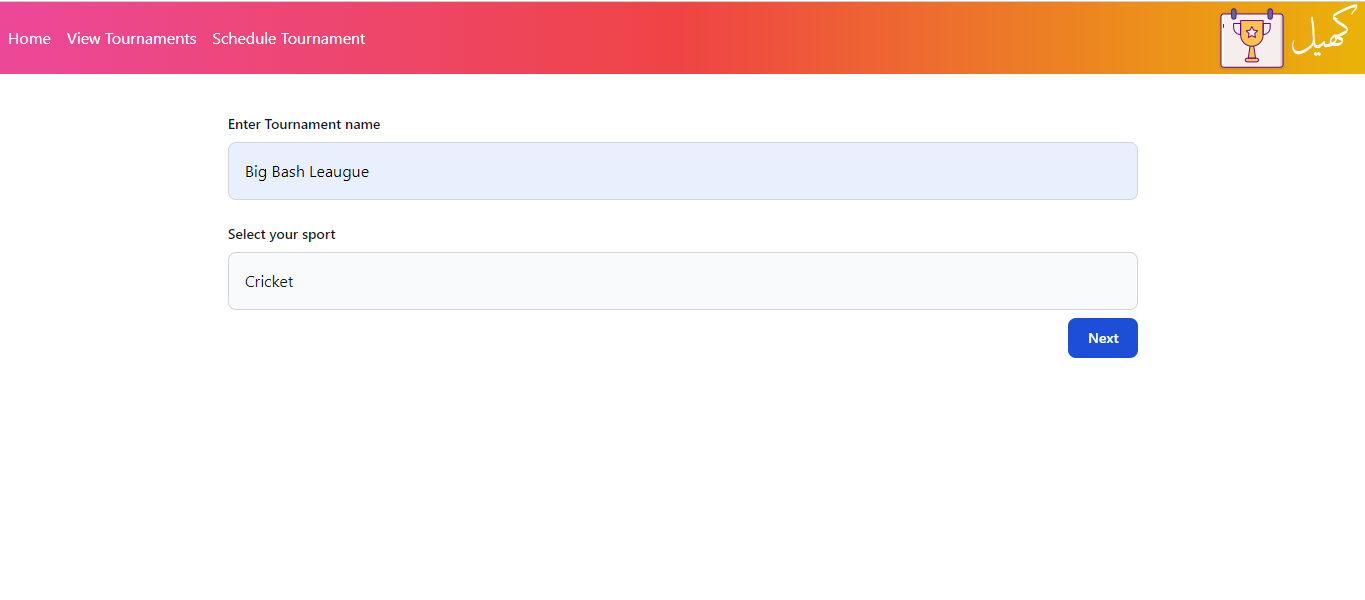 Home View Tournaments Schedule Tournament کھیل
Enter Tournament name
Big Bash Leaugue
Select your sport
Cricket
Next